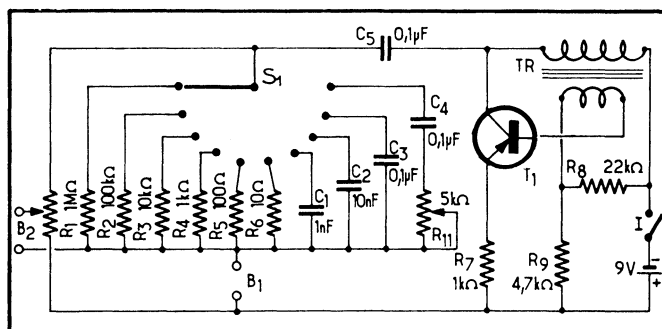 C5 0,1µF
S1
TR
C4
0,1µF
C3
0,1µF
C2
10nF
C1
1nF
T1
R8 22kΩ
B2
R1 1MΩ
R2 100kΩ
R3 10kΩ
R4 1kΩ
R5 100Ω
R6 10Ω
5kΩ
R11
B1
R7
1kΩ
R9
4,7kΩ
I
9V
-
+